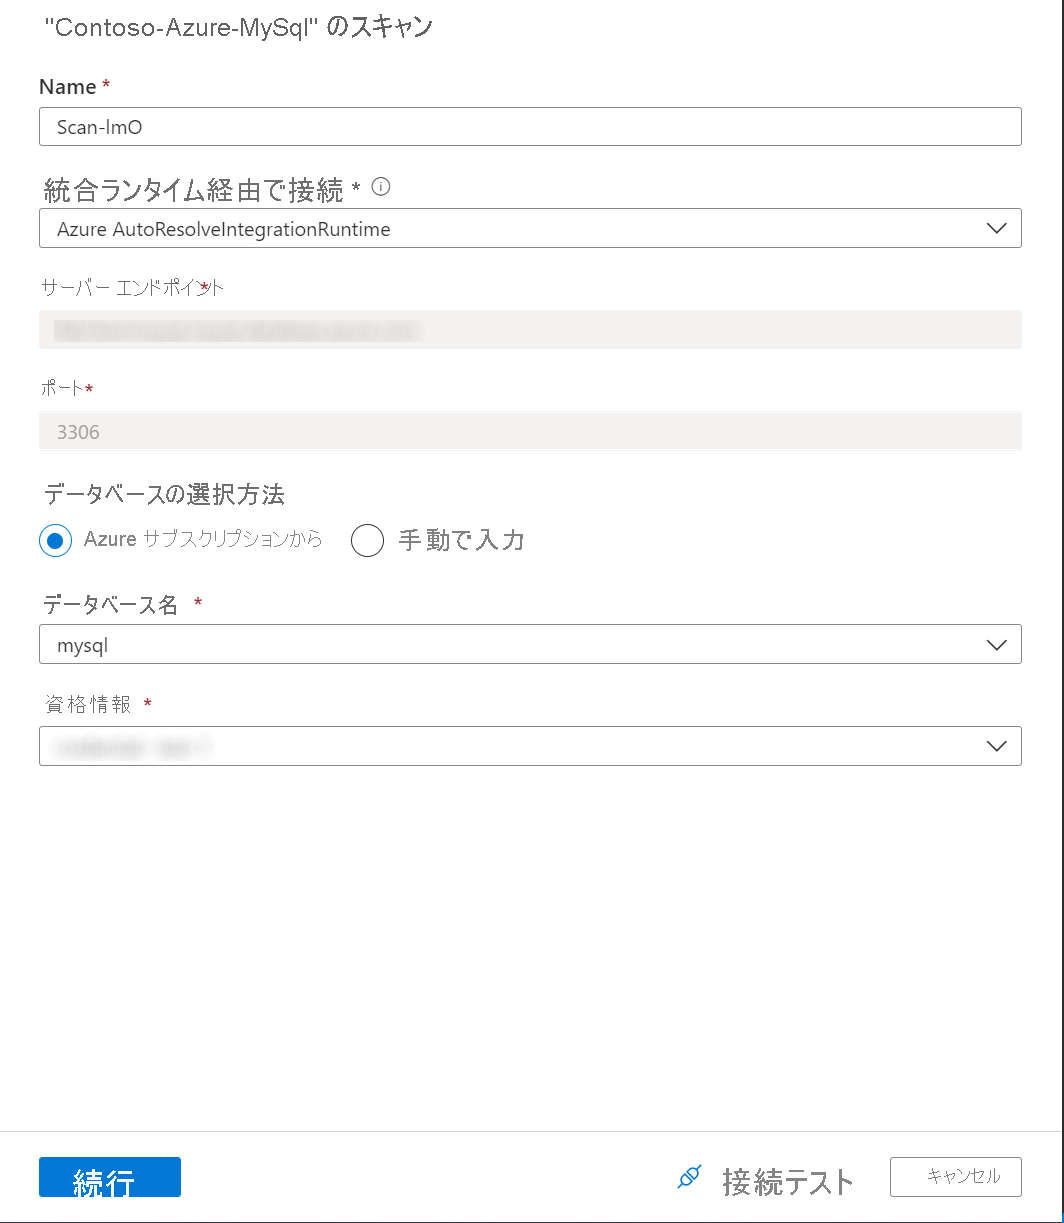 "Contoso-Azure-MySql" のスキャン
Name *
Scan-lmO
統合ランタイム経由で接続 *
Azure AutoResolveIntegrationRuntime
サーバー エンドポイント*
ポート*
3306
データベースの選択方法
Azure サブスクリプションから 手動で入力
データベース名 *
mysql
資格情報 *
続行 接続テスト キャンセル